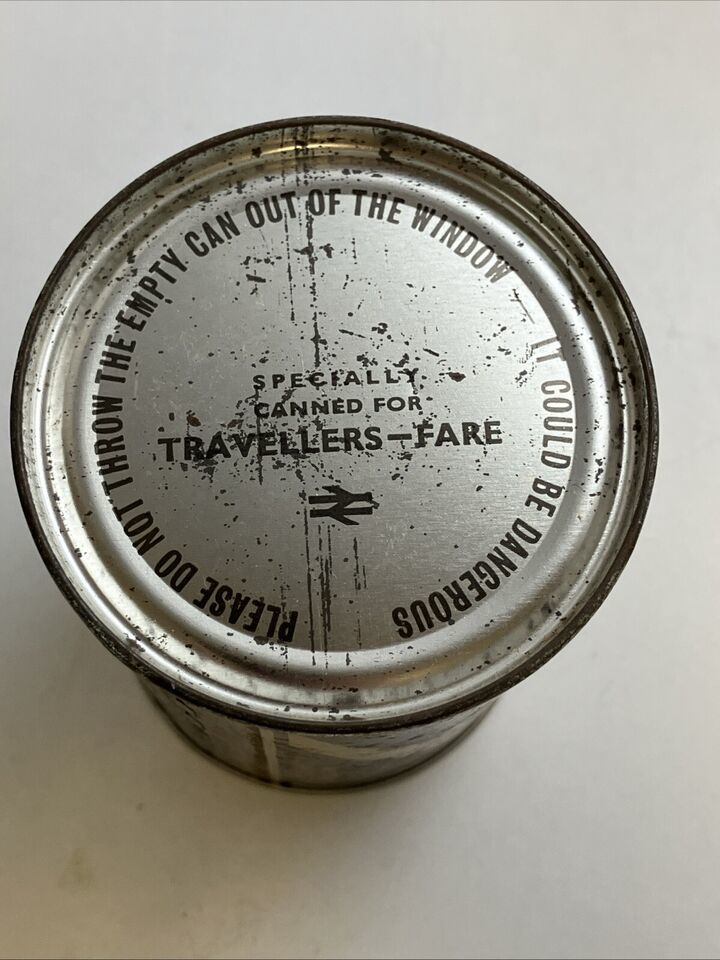 PLEASE DO NOT THROW THE EMPTY CAN OUT OF THE WINDOW — IT COULD BE DANGEROUS
SPECIALLY
CANNED FOR
TRAVELLERS–FARE